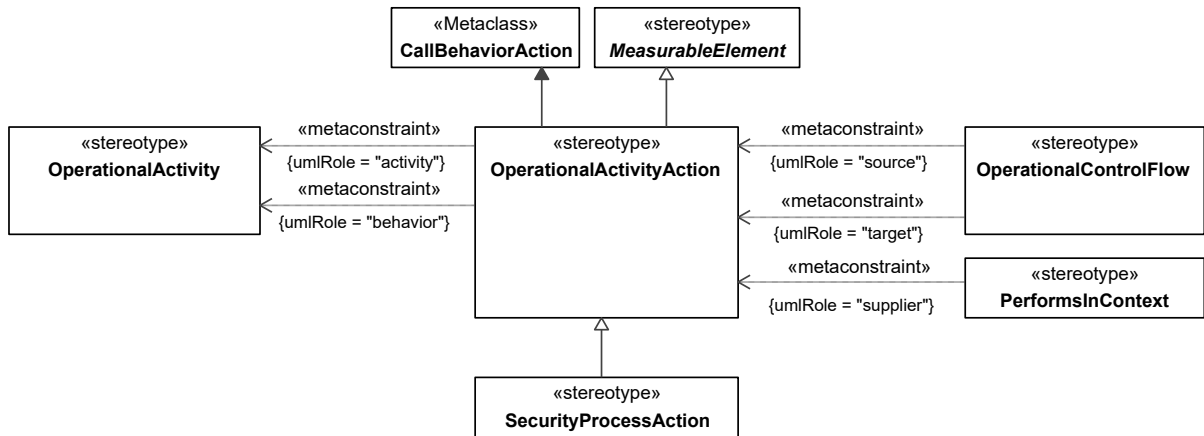 «Metaclass»
CallBehaviorAction
«stereotype»
MeasurableElement
«stereotype»
OperationalActivity
«metaconstraint»
{umlRole = "activity"}
«metaconstraint»
{umlRole = "behavior"}
«stereotype»
OperationalActivityAction
«metaconstraint»
{umlRole = "source"}
«metaconstraint»
{umlRole = "target"}
«metaconstraint»
{umlRole = "supplier"}
«stereotype»
OperationalControlFlow
«stereotype»
PerformsInContext
«stereotype»
SecurityProcessAction